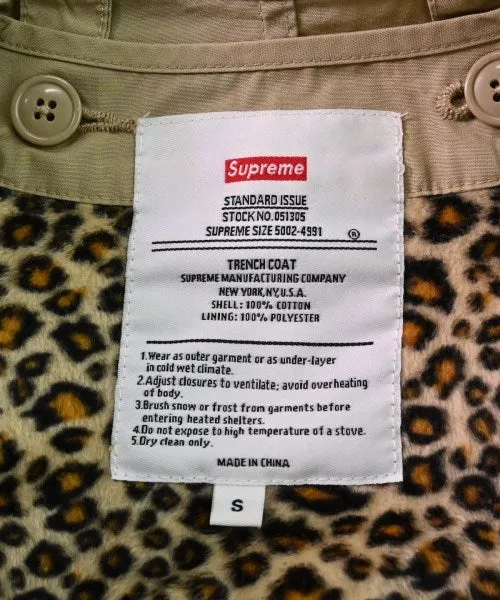 Supreme
STANDARD ISSUE
STOCK NO. 051305
SUPREME SIZE 5002-4991 ®
TRENCH COAT
SUPREME MANUFACTURING COMPANY
NEW YORK,NY,U.S.A.
SHELL: 100% COTTON
LINING: 100% POLYESTER
1.Wear as outer garment or as under-layer
in cold wet climate.
2.Adjust closures to ventilate; avoid overheating
of body.
3.Brush snow or frost from garments before
entering heated shelters.
4.Do not expose to high temperature of a stove.
5.Dry clean only.
MADE IN CHINA
S